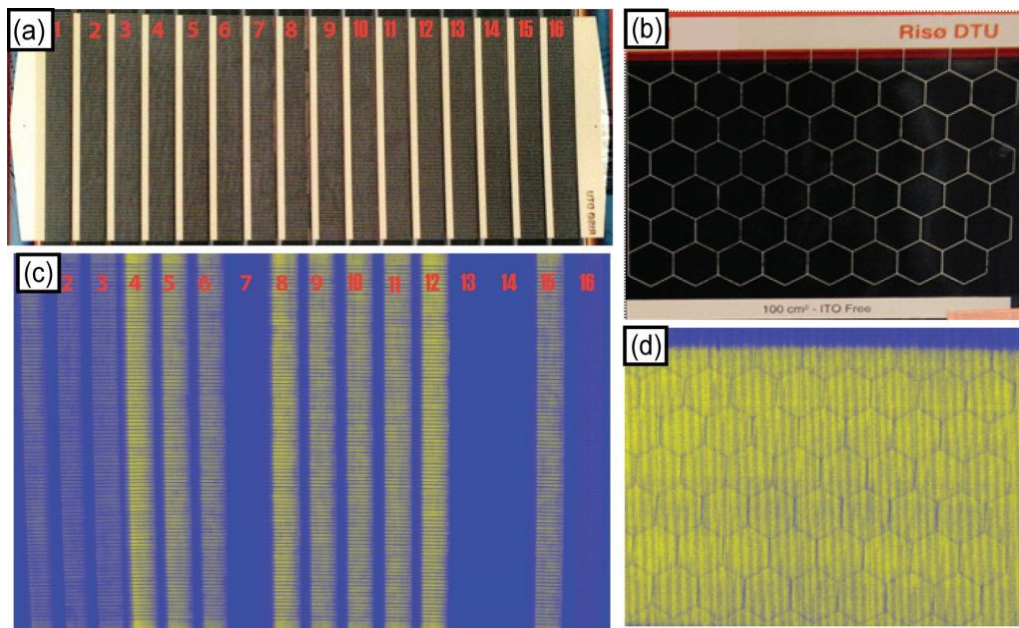 (a)
1 2 3 4 5 6 7 8 9 10 11 12 13 14 15 16
(b)
Risø DTU
100 cm² - ITO Free
(c)
2 3 4 5 6 7 8 9 10 11 12 13 14 15 16
(d)